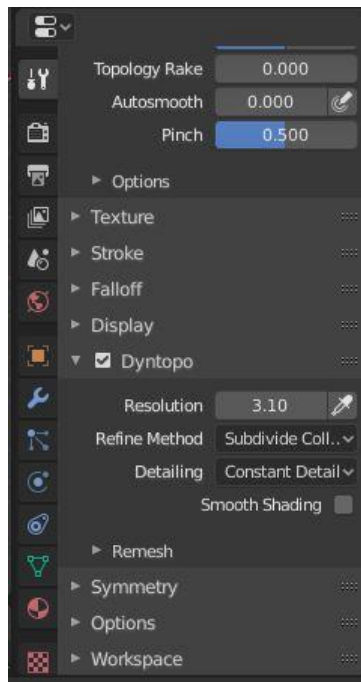 Topology Rake 0.000
Autosmooth 0.000
Pinch 0.500
Options
Texture
Stroke
Falloff
Display
Dyntopo
Resolution 3.10
Refine Method Subdivide Coll..
Detailing Constant Detail
Smooth Shading
Remesh
Symmetry
Options
Workspace